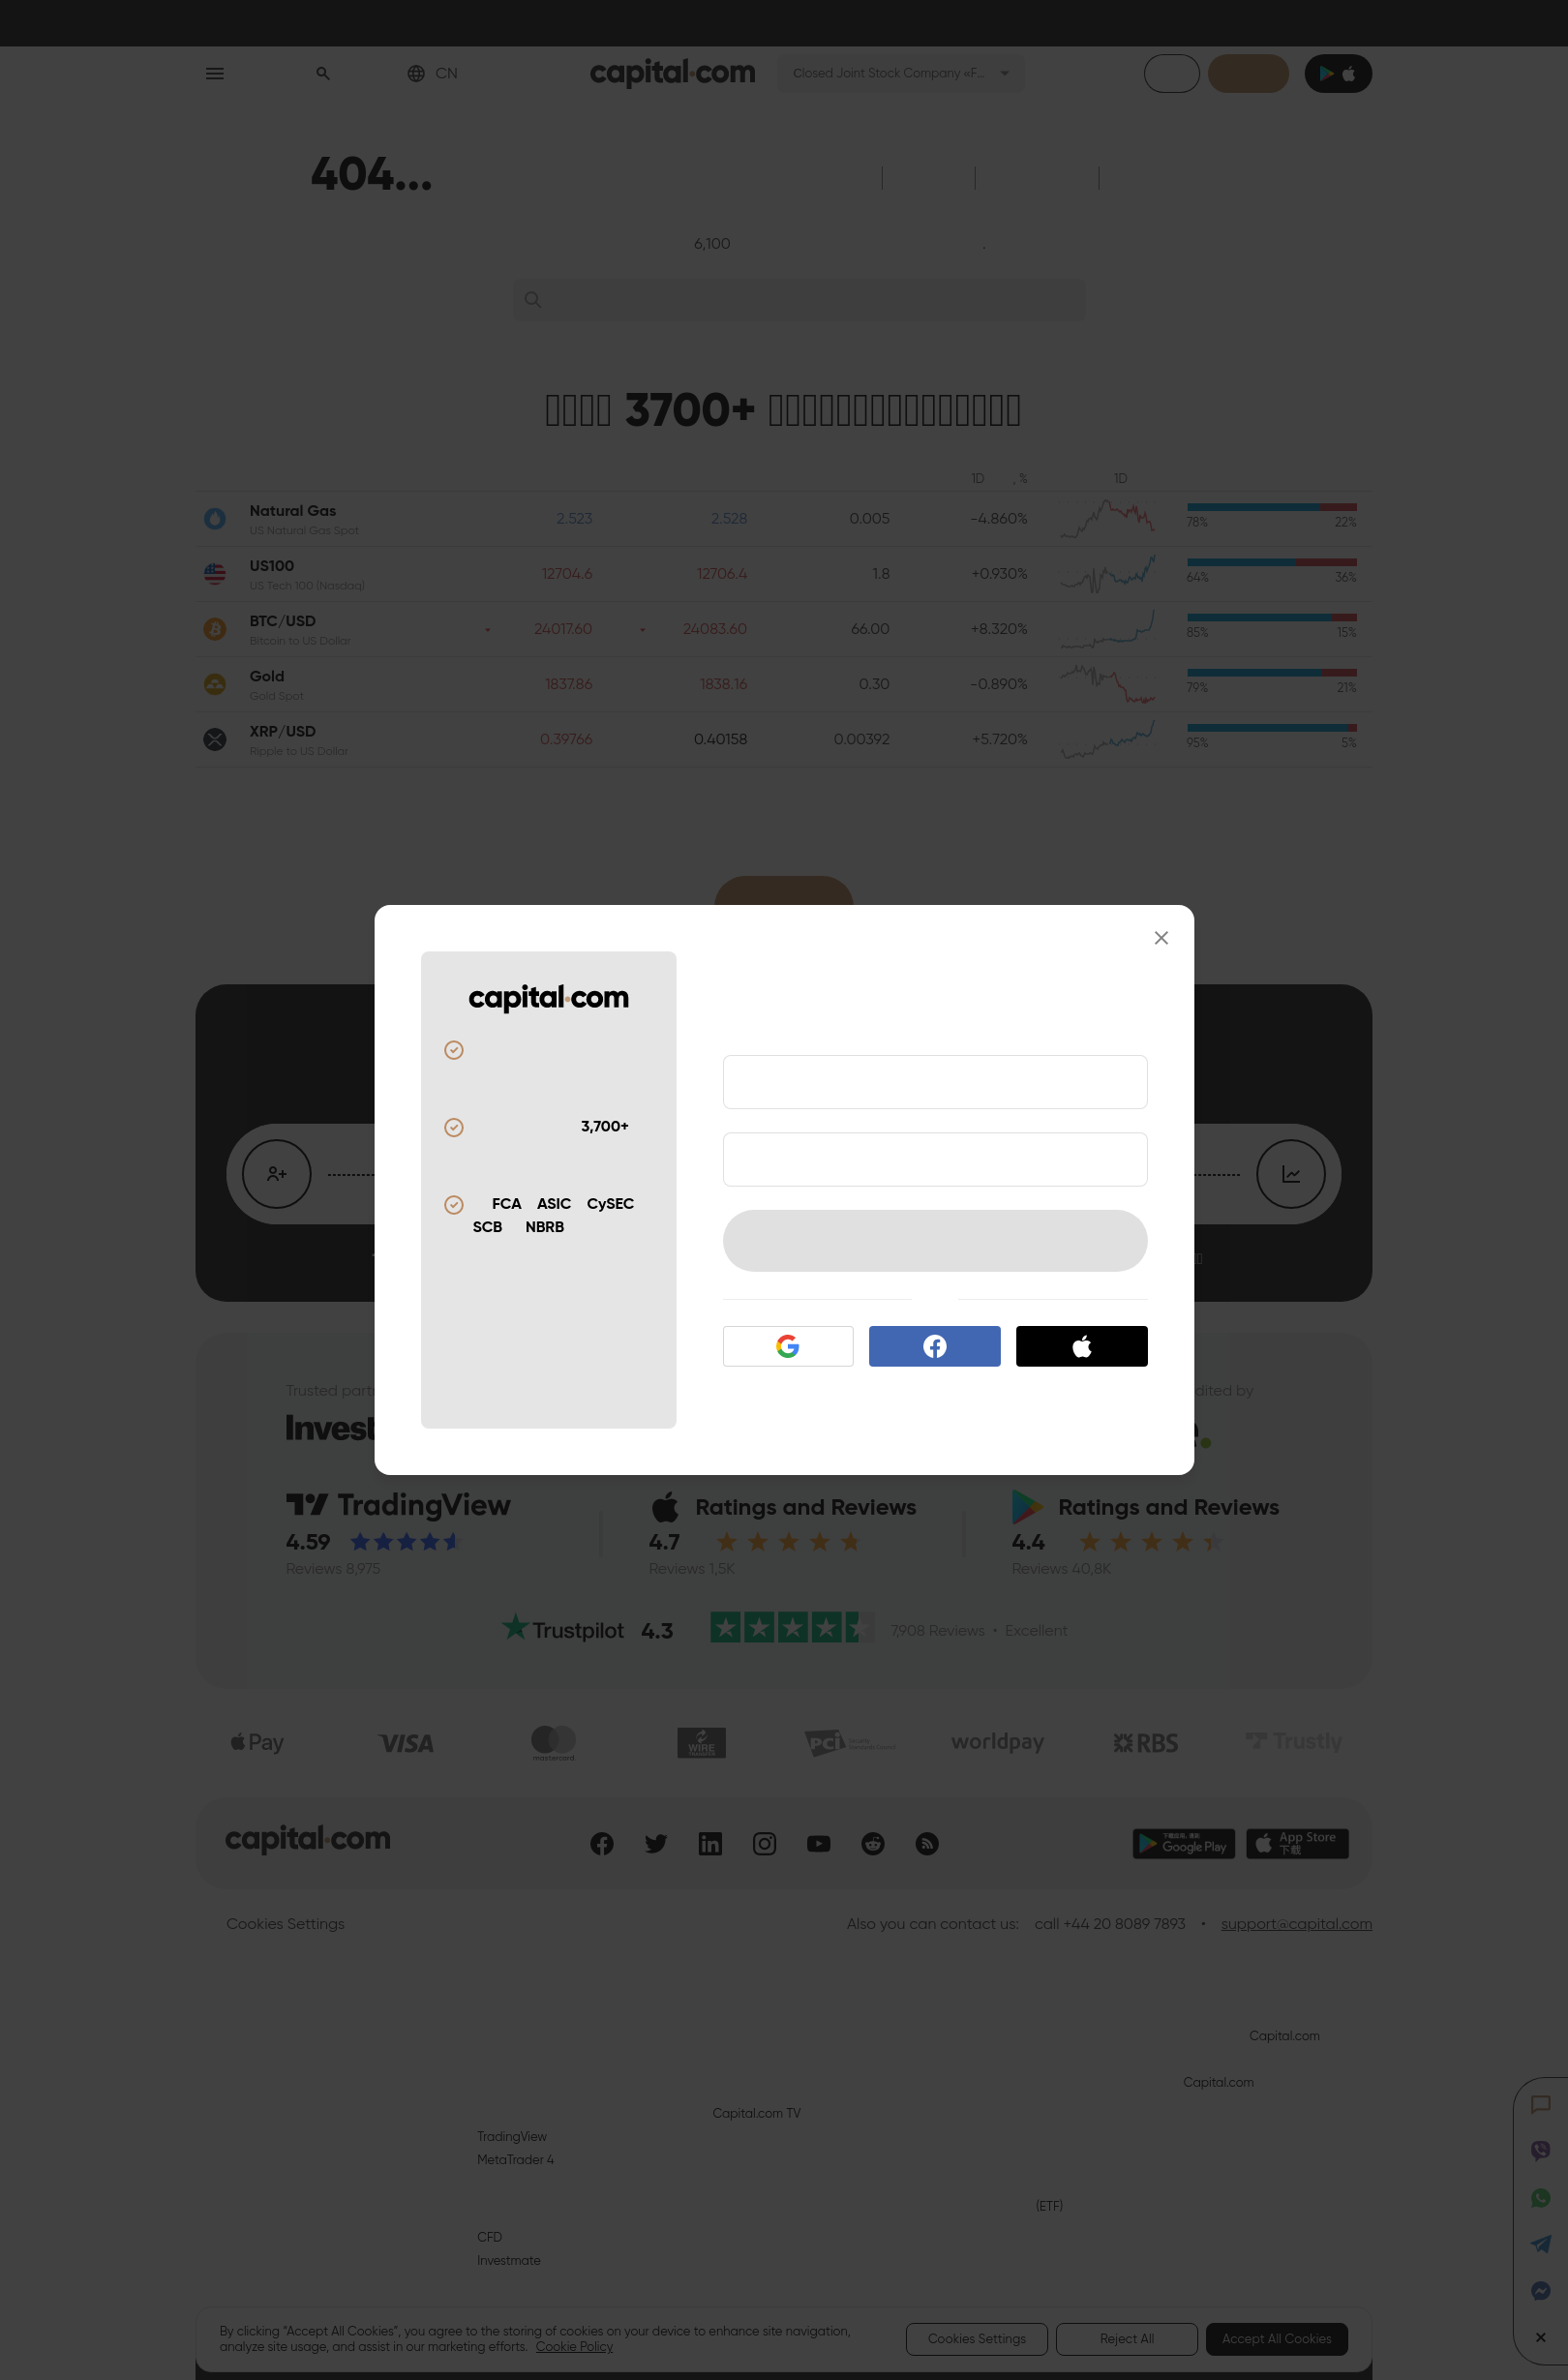 CN
capital.com
Closed Joint Stock Company «F...
404...
6,100
3700+
1D , % 1D
Natural Gas
US Natural Gas Spot
2.523 2.528 0.005 -4.860% 78% 22%
US100
US Tech 100 (Nasdaq)
12704.6 12706.4 1.8 +0.930% 64% 36%
BTC/USD
Bitcoin to US Dollar
24017.60 24083.60 66.00 +8.320% 85% 15%
Gold
Gold Spot
1837.86 1838.16 0.30 -0.890% 79% 21%
XRP/USD
Ripple to US Dollar
0.39766 0.40158 0.00392 +5.720% 95% 5%
capital.com
3,700+
FCA ASIC CySEC
SCB NBRB
Trusted part
dited by
Invest
TradingView
4.59
Reviews 8,975
Ratings and Reviews
4.7
Reviews 1,5K
Ratings and Reviews
4.4
Reviews 40,8K
Trustpilot 4.3 7,908 Reviews • Excellent
Pay VISA mastercard WIRE TRANSFER PCI worldpay RBS Trustly
capital.com
Google Play
App Store
下载
Cookies Settings
Also you can contact us: call +44 20 8089 7893 • support@capital.com
Capital.com
Capital.com
Capital.com TV
TradingView
MetaTrader 4
(ETF)
CFD
Investmate
By clicking “Accept All Cookies”, you agree to the storing of cookies on your device to enhance site navigation,
analyze site usage, and assist in our marketing efforts. Cookie Policy
Cookies Settings
Reject All
Accept All Cookies